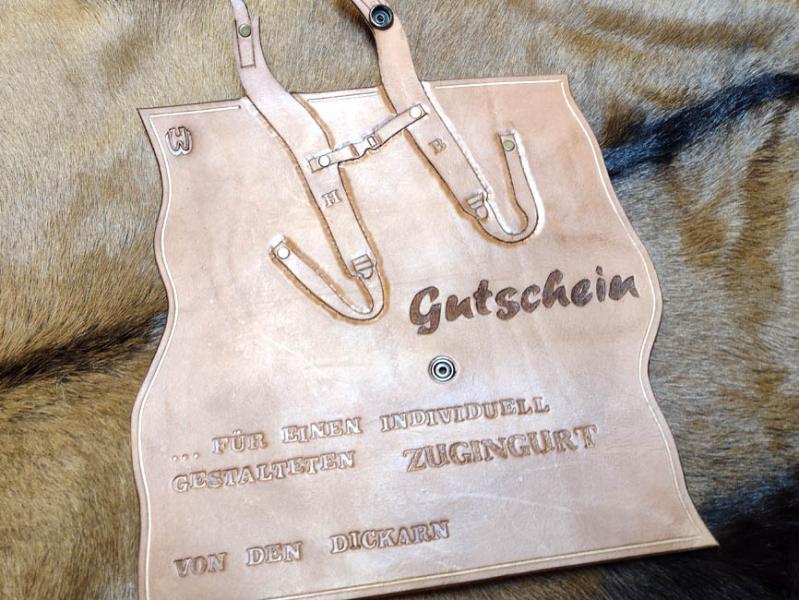 W
H B
Gutschein
... FÜR EINEN INDIVIDUELL
GESTALTETEN ZUGINGURT
VON DEN DICKARN